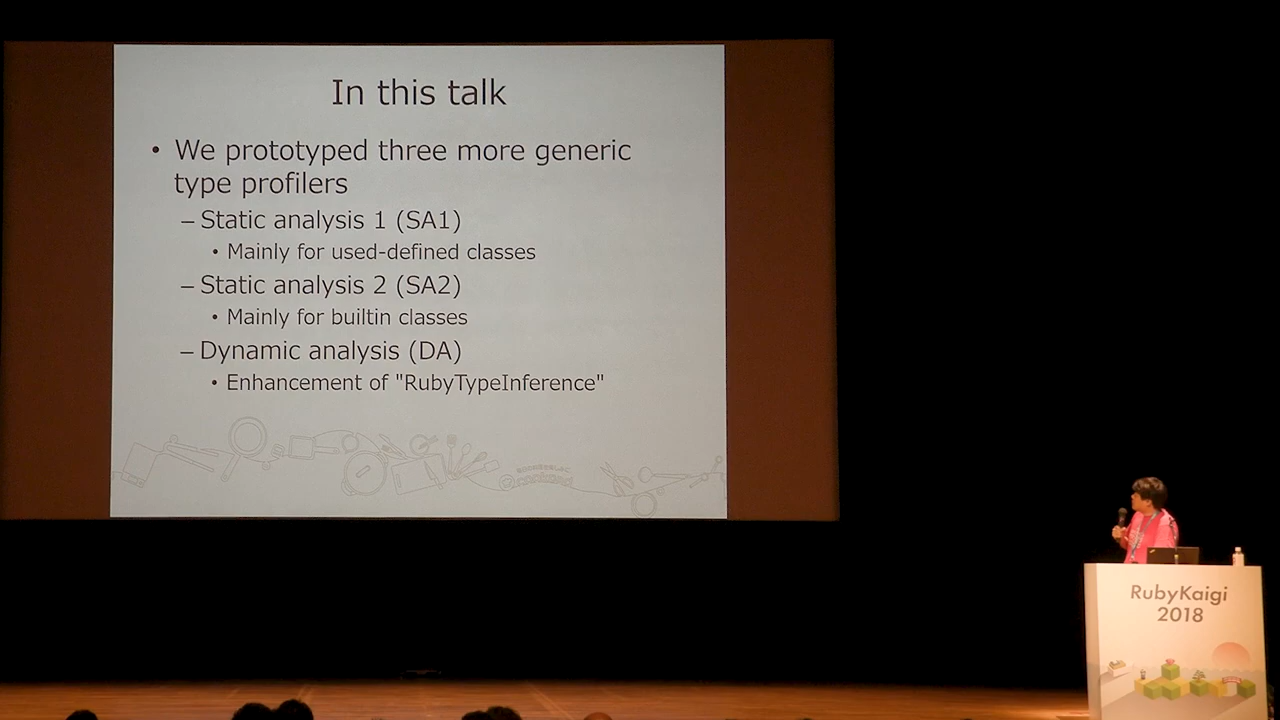 In this talk
• We prototyped three more generic
type profilers
– Static analysis 1 (SA1)
• Mainly for used-defined classes
– Static analysis 2 (SA2)
• Mainly for builtin classes
– Dynamic analysis (DA)
• Enhancement of "RubyTypeInference"
cookpad
RubyKaigi
2018